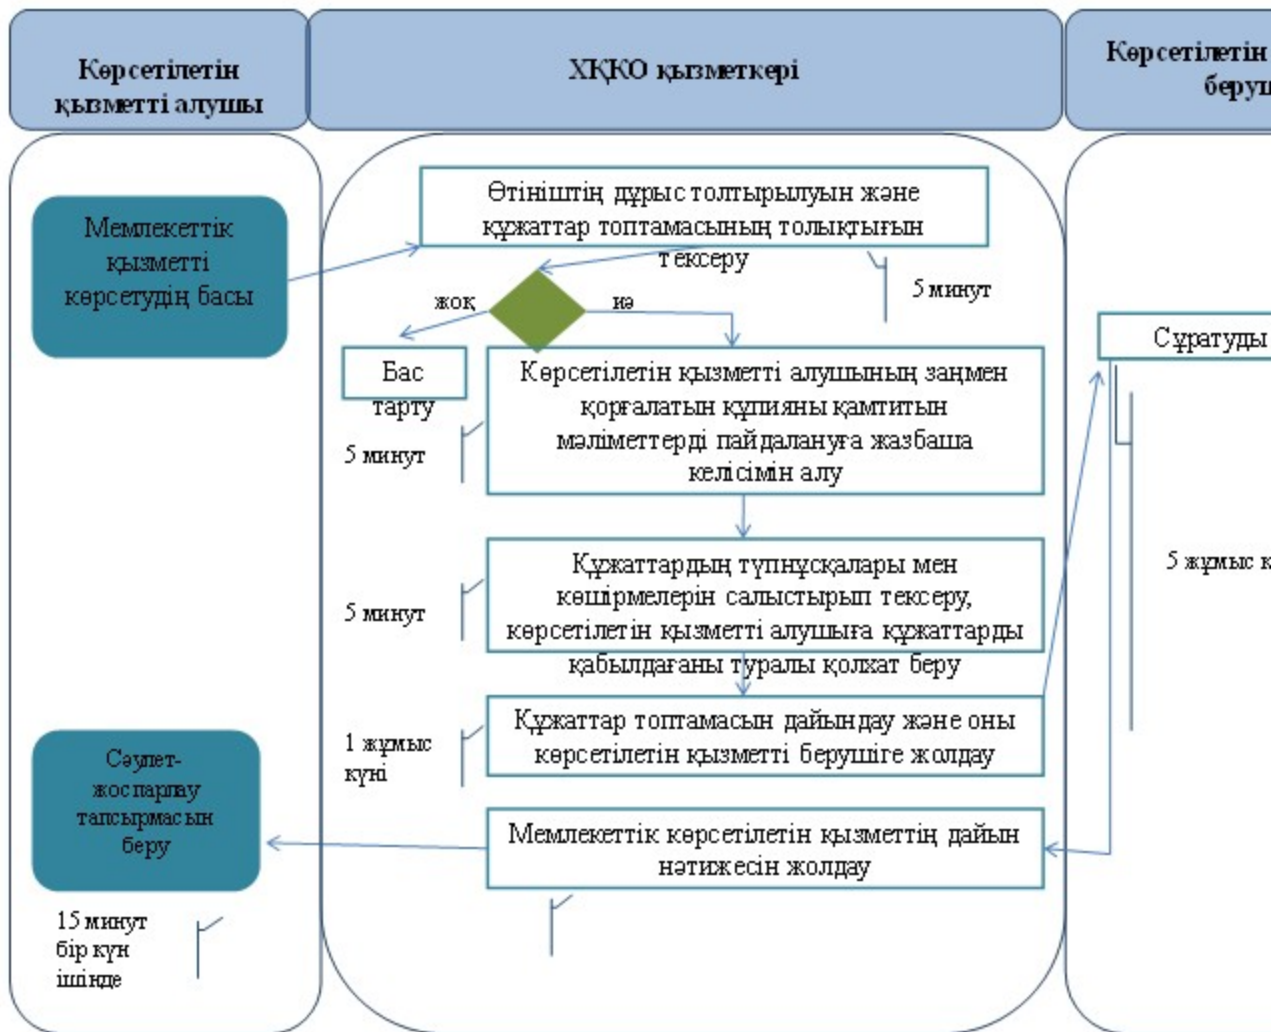 Көрсетілетін
қызметті алушы
ХҚКО қызметкері
Көрсетілетін
Мемлекеттік
қызметті
көрсетудің басы
Өтініштің дұрыс толтырылуын және
құжаттар топтамасының толықтығын
тексеру
5 минут
жоқ
иә
Бас
тарту
Көрсетілетін қызметті алушының заңмен
қорғалатын құпияны қамтитын
мәліметтерді пайдалануға жазбаша
келісімін алу
5 минут
Құжаттардың түпнұсқалары мен
көшірмелерін салыстырып тексеру,
көрсетілетін қызметті алушыға құжаттарды
қабылдағаны туралы қолхат беру
5 минут
Құжаттар топтамасын дайындау және оны
көрсетілетін қызметті берушіге жолдау
1 жұмыс
күні
Мемлекеттік көрсетілетін қызметтің дайын
нәтижесін жолдау
Сәулет-
жоспарлау
тапсырмасын
беру
15 минут
бір күн
ішінде
Сұратуды
5 жұмыс